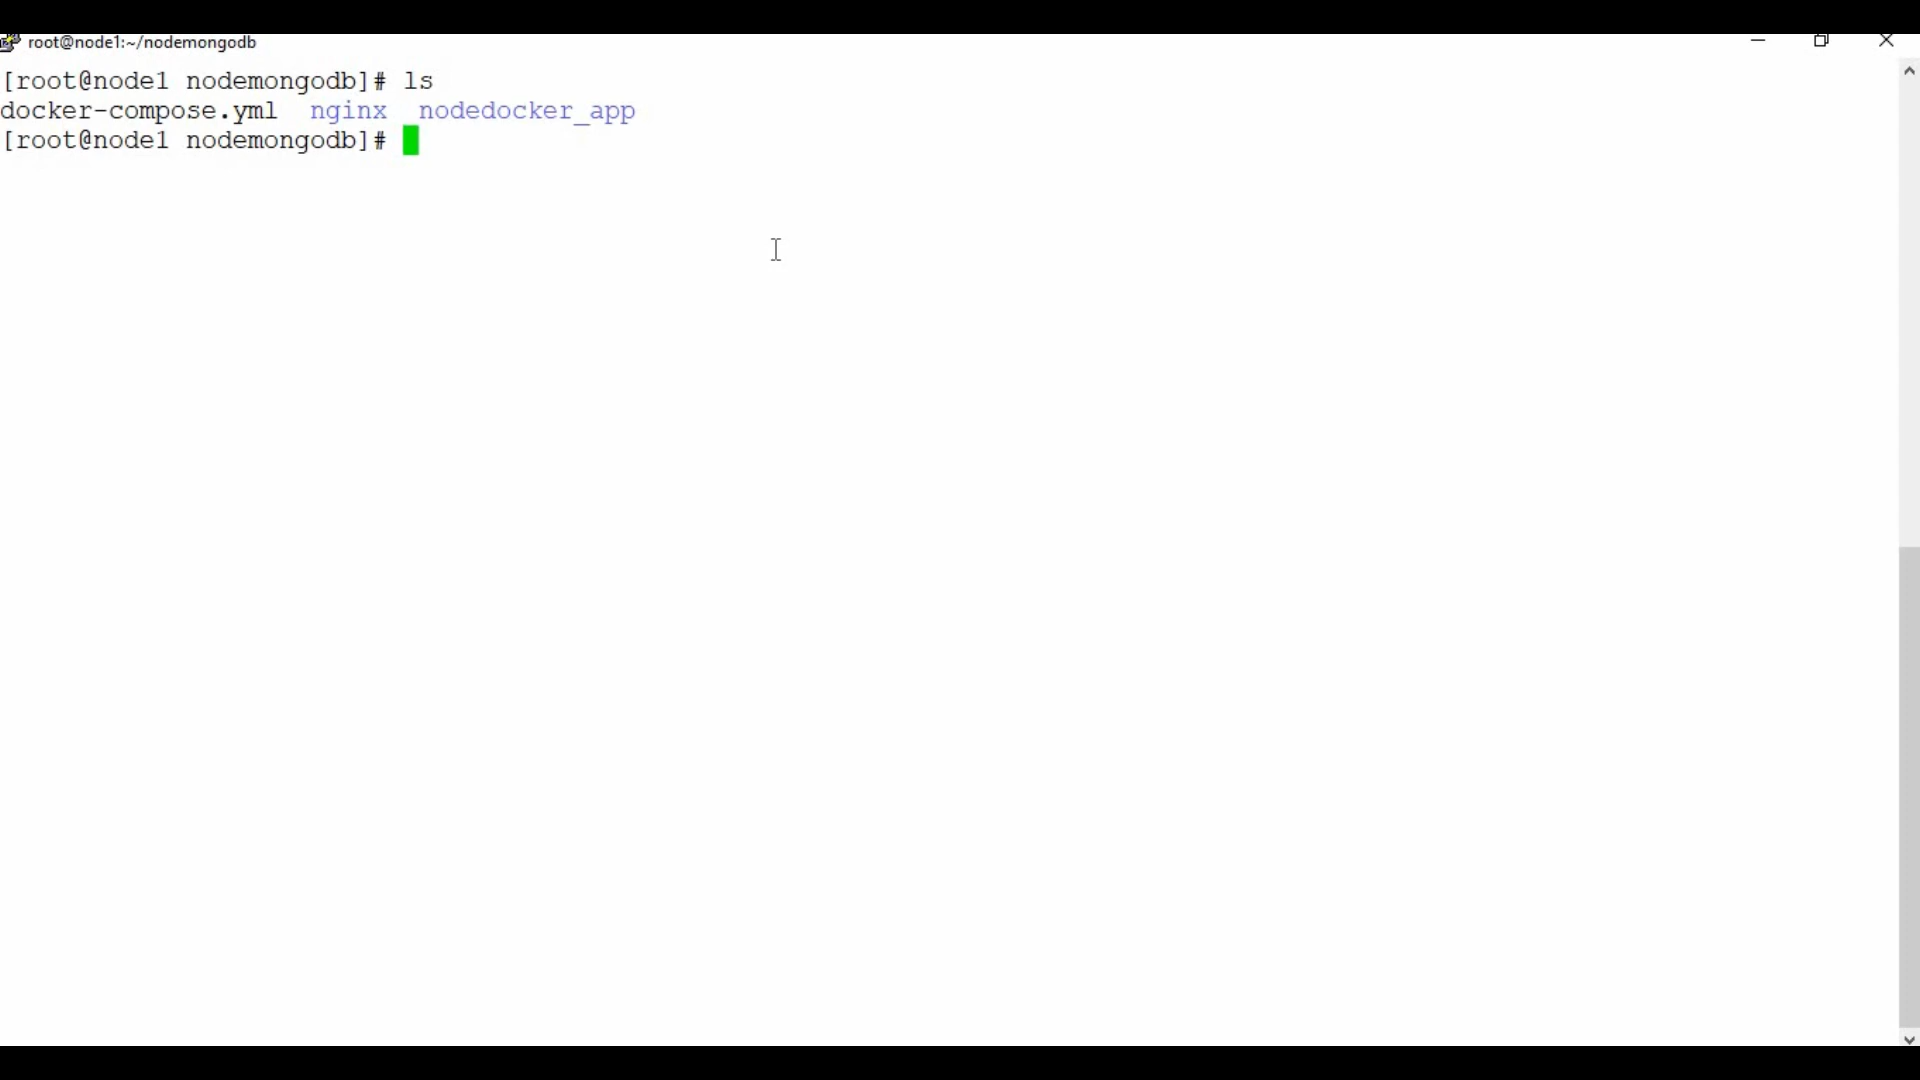 root@node1:~/nodemongodb
[root@node1 nodemongodb]# ls
docker-compose.yml  nginx  nodedocker_app
[root@node1 nodemongodb]#